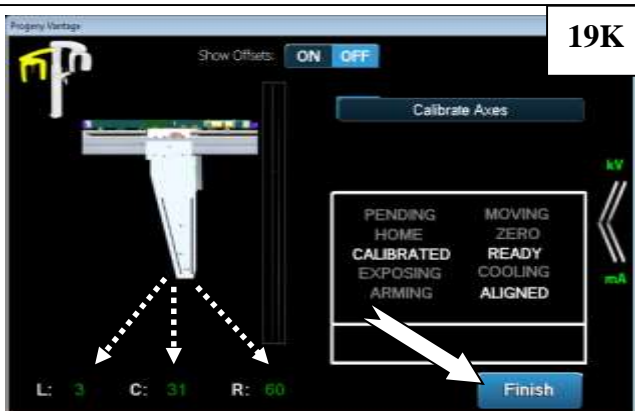 Progeny Vantage
19K
Show Offsets: ON OFF
Calibrate Axes
kV
PENDING MOVING
HOME ZERO
CALIBRATED READY
EXPOSING COOLING
ARMING ALIGNED
mA
L: 3 C: 31 R: 60
Finish